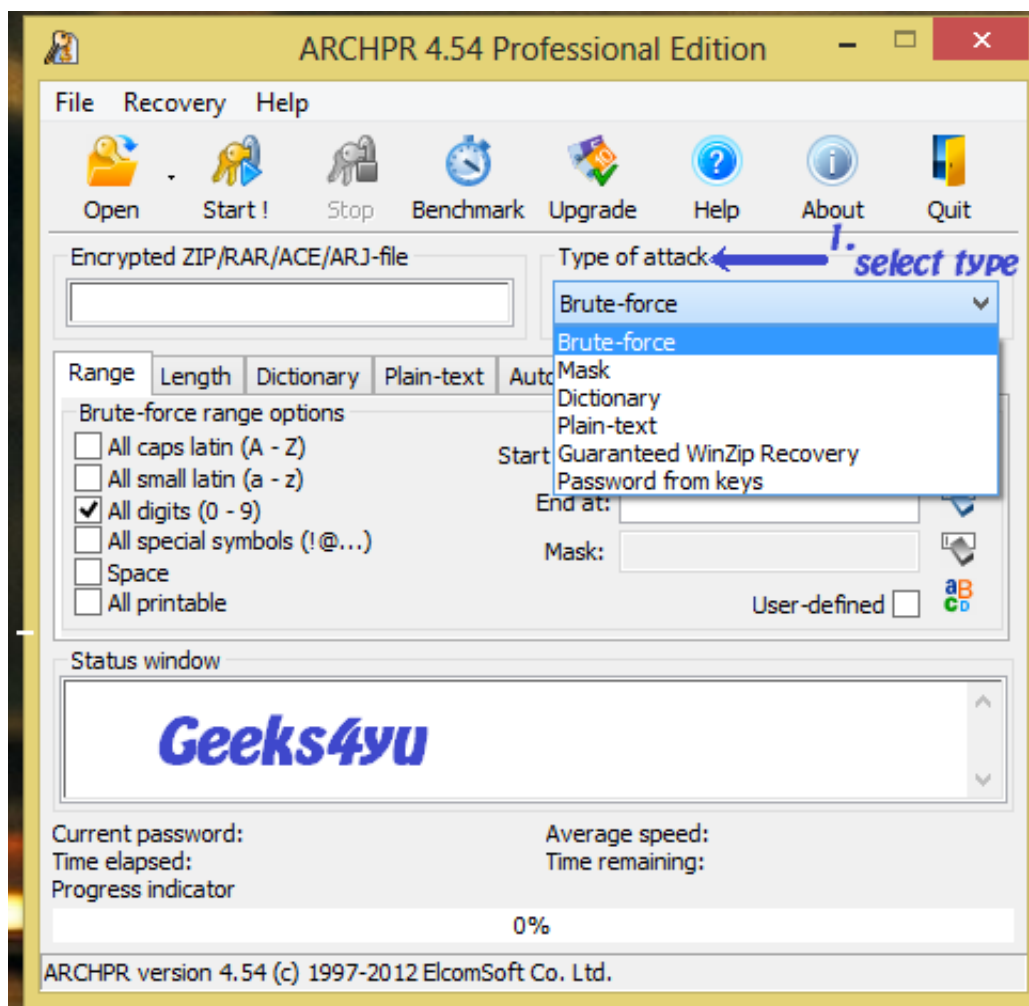 ARCHPR 4.54 Professional Edition
File Recovery Help
Open Start ! Stop Benchmark Upgrade Help About Quit
1.
select type
Encrypted ZIP/RAR/ACE/ARJ-file
Type of attack
Brute-force
Brute-force
Mask
Dictionary
Plain-text
Guaranteed WinZip Recovery
Password from keys
Range Length Dictionary Plain-text
Brute-force range options
All caps latin (A - Z)
All small latin (a - z)
All digits (0 - 9)
All special symbols (!@...)
Space
All printable
Start
End at:
Mask:
User-defined
aBCD
Status window
Geeks4yu
Current password:
Average speed:
Time elapsed:
Time remaining:
Progress indicator
0%
ARCHPR version 4.54 (c) 1997-2012 ElcomSoft Co. Ltd.